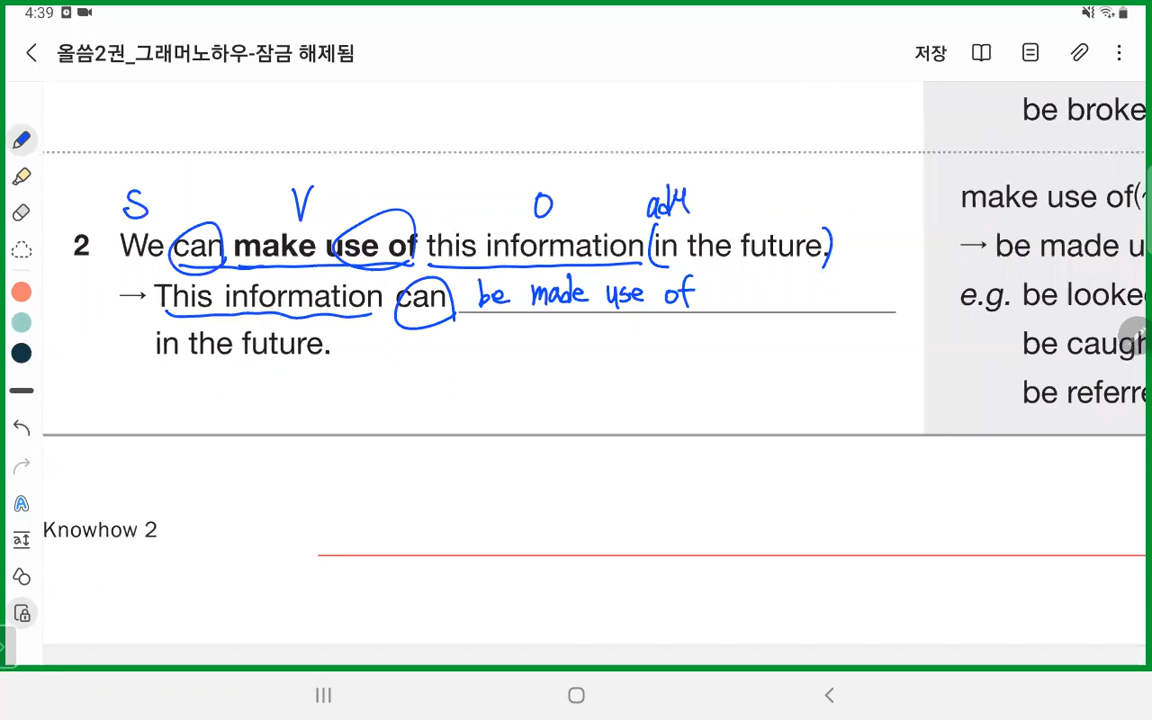 4:39
올씀2권_그래머노하우-잠금 해제됨
저장
be broke
S V O adM
2 We can make use of this information (in the future.)
→ This information can be made use of
in the future.
make use of(
→ be made u
e.g. be looke
be caugh
be referre
Knowhow 2